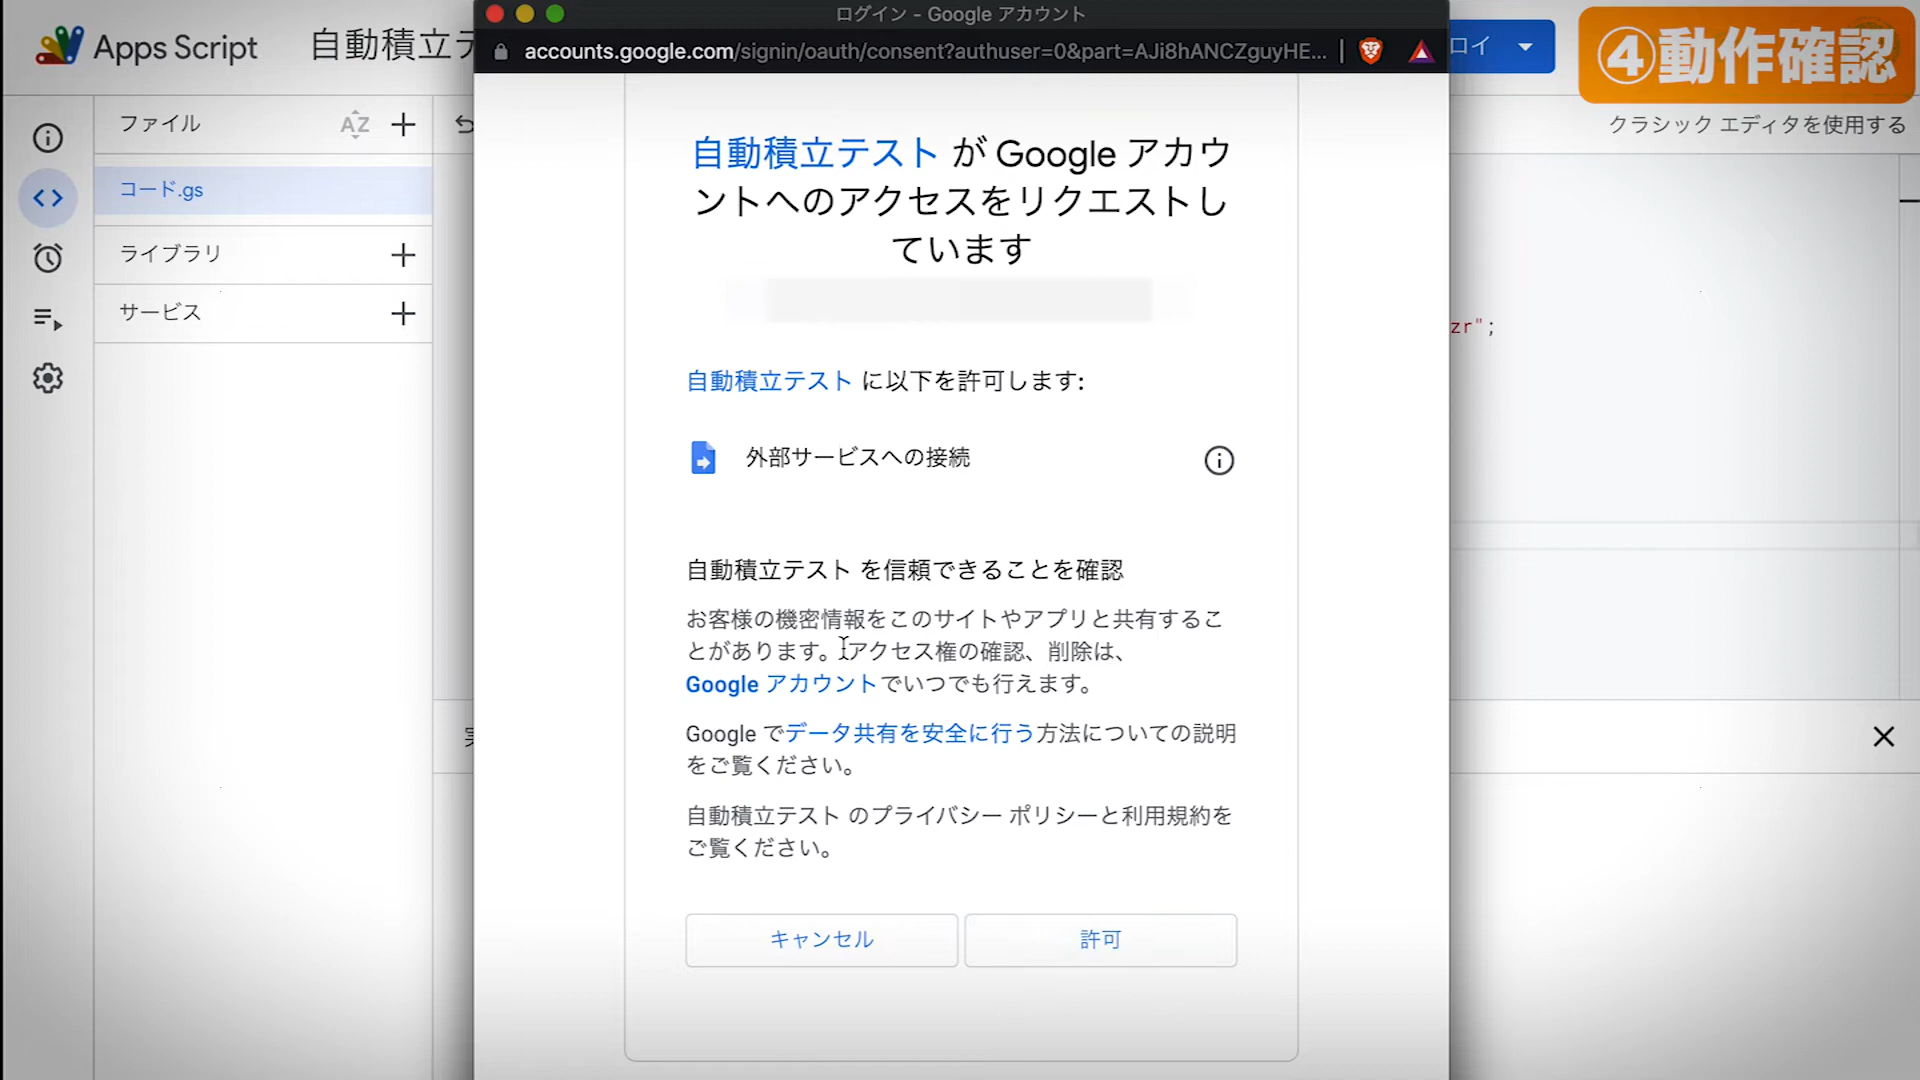 ログイン - Google アカウント
accounts.google.com/signin/oauth/consent?authuser=0&part=AJi8hANCZguyHE...
Apps Script
自動積立テ
ロイ
④動作確認
クラシック エディタを使用する
ファイル
AZ
コード.gs
ライブラリ
サービス
zr";
自動積立テスト が Google アカウ
ントへのアクセスをリクエストし
ています
自動積立テスト に以下を許可します:
外部サービスへの接続
自動積立テスト を信頼できることを確認
お客様の機密情報をこのサイトやアプリと共有するこ
とがあります。アクセス権の確認、削除は、
Google アカウントでいつでも行えます。
Google でデータ共有を安全に行う方法についての説明
をご覧ください。
自動積立テスト のプライバシー ポリシーと利用規約を
ご覧ください。
キャンセル
許可